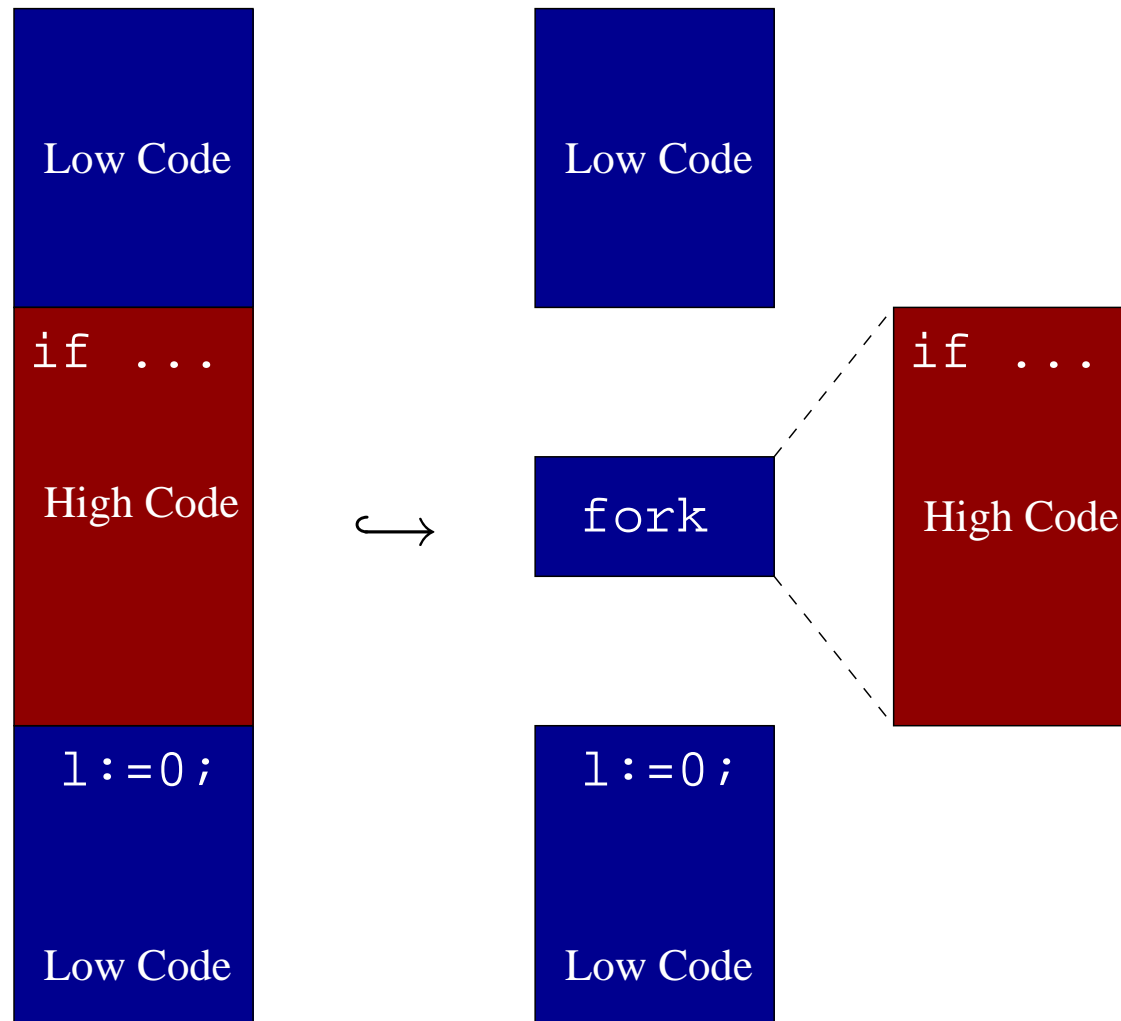 Low Code
if ...
High Code
l:=0;
Low Code
↪
Low Code
fork
l:=0;
Low Code
if ...
High Code